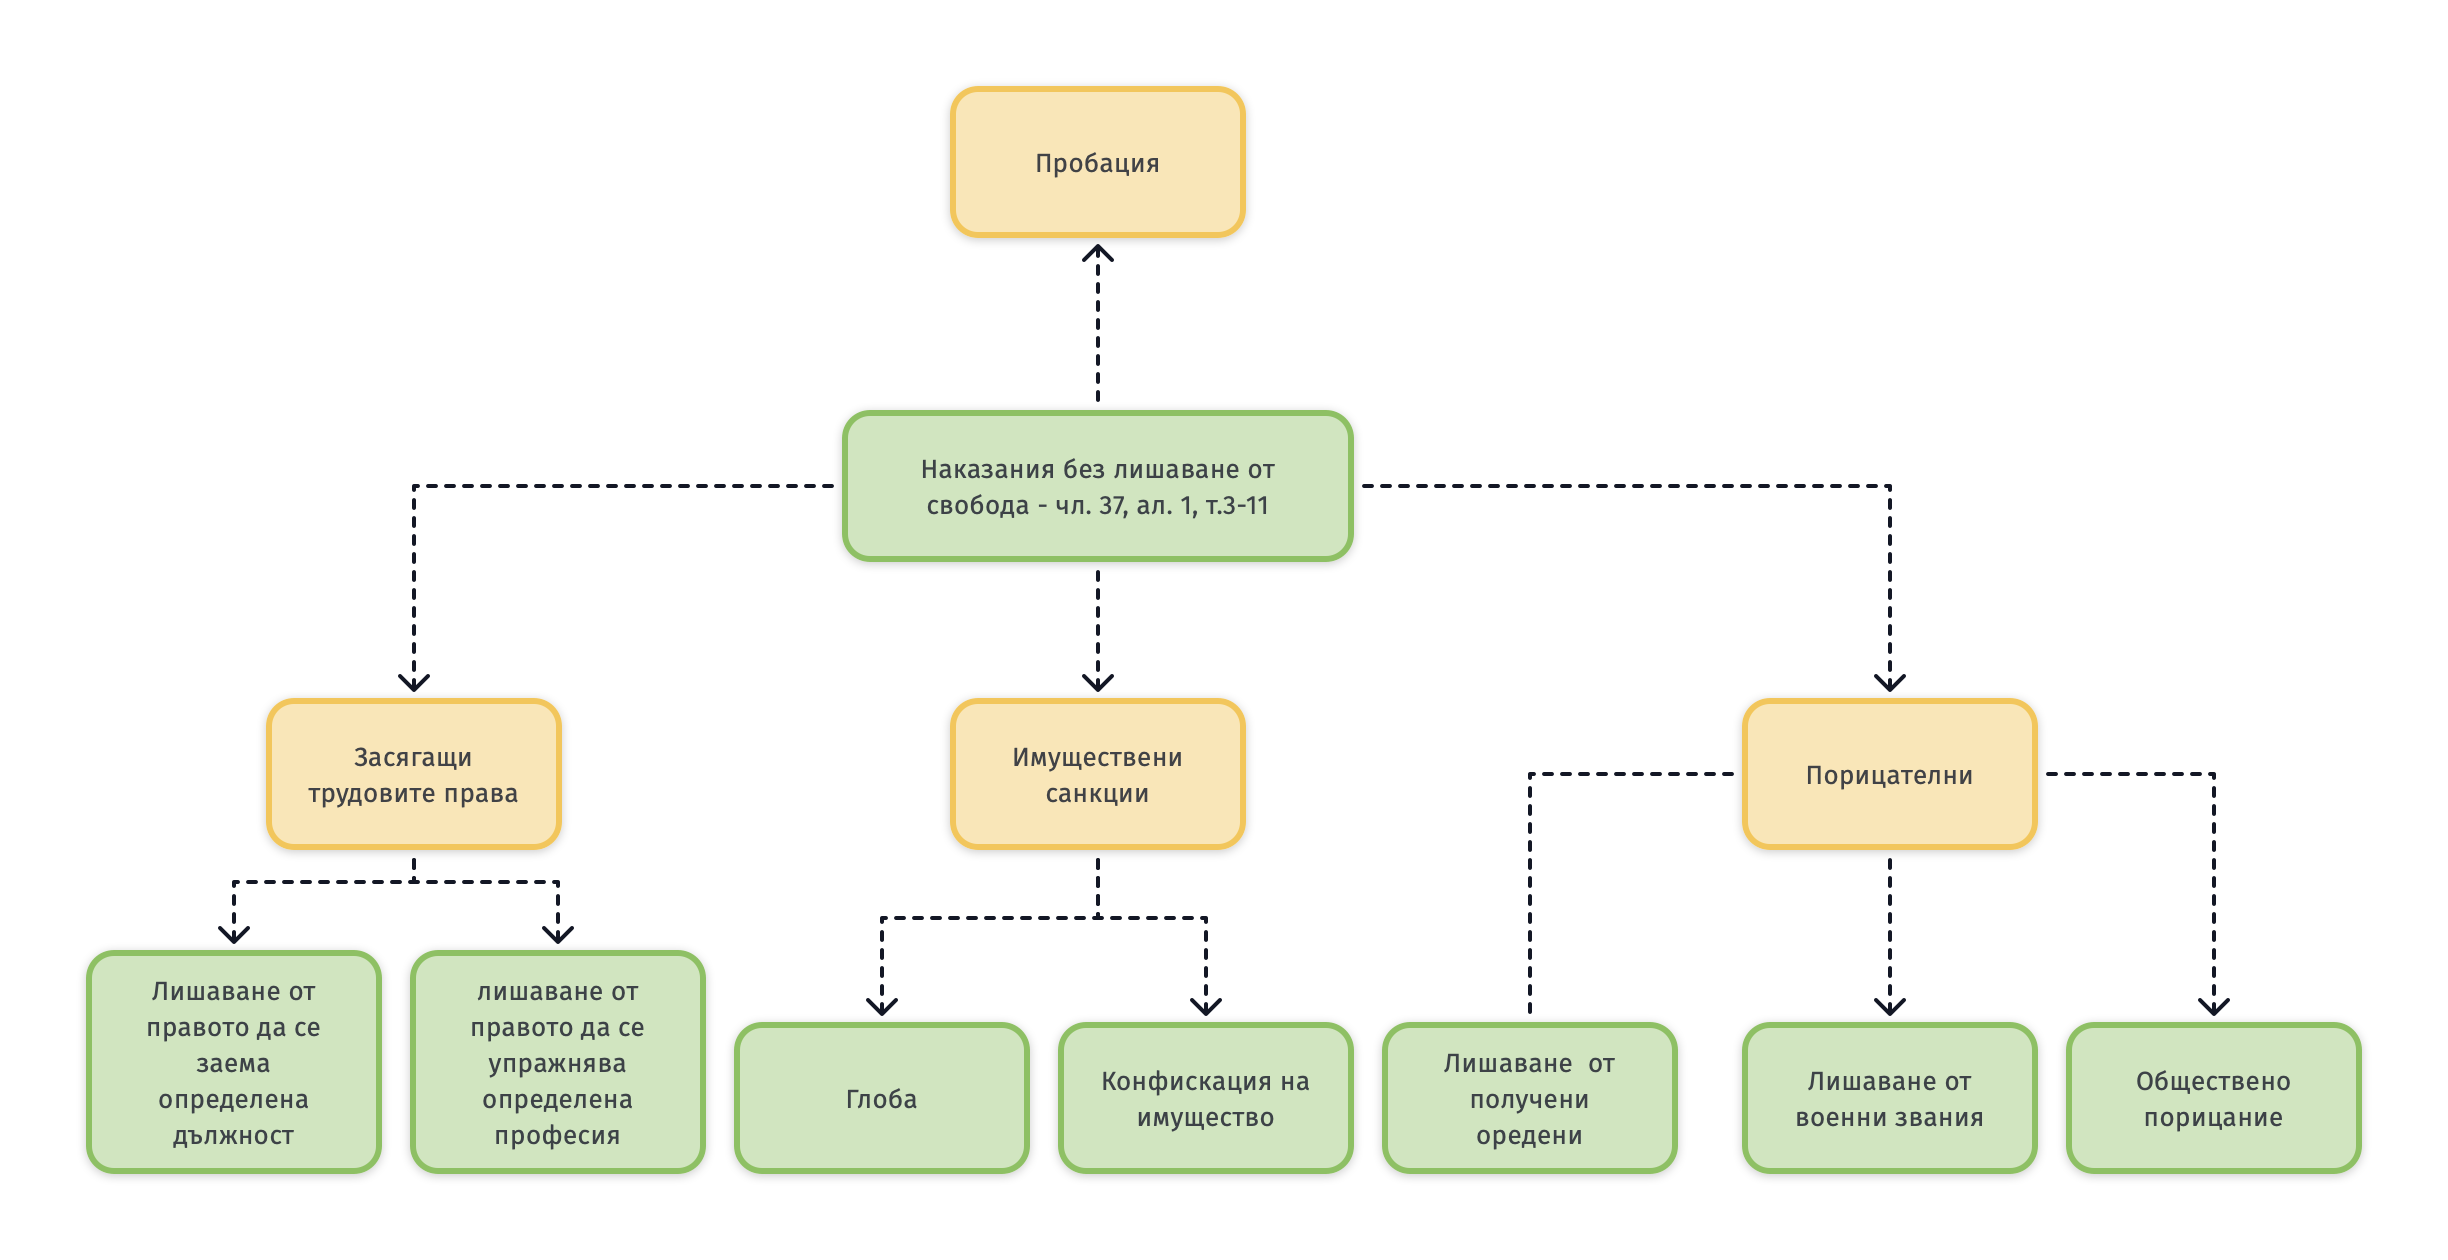 Пробация
Наказания без лишаване от
свобода - чл. 37, ал. 1, т.3-11
Засягащи
трудовите права
Имуществени
санкции
Порицателни
Лишаване от
правото да се
заема
определена
дължност
лишаване от
правото да се
упражнява
определена
професия
Глоба
Конфискация на
имущество
Лишаване  от
получени
оредени
Лишаване от
военни звания
Обществено
порицание